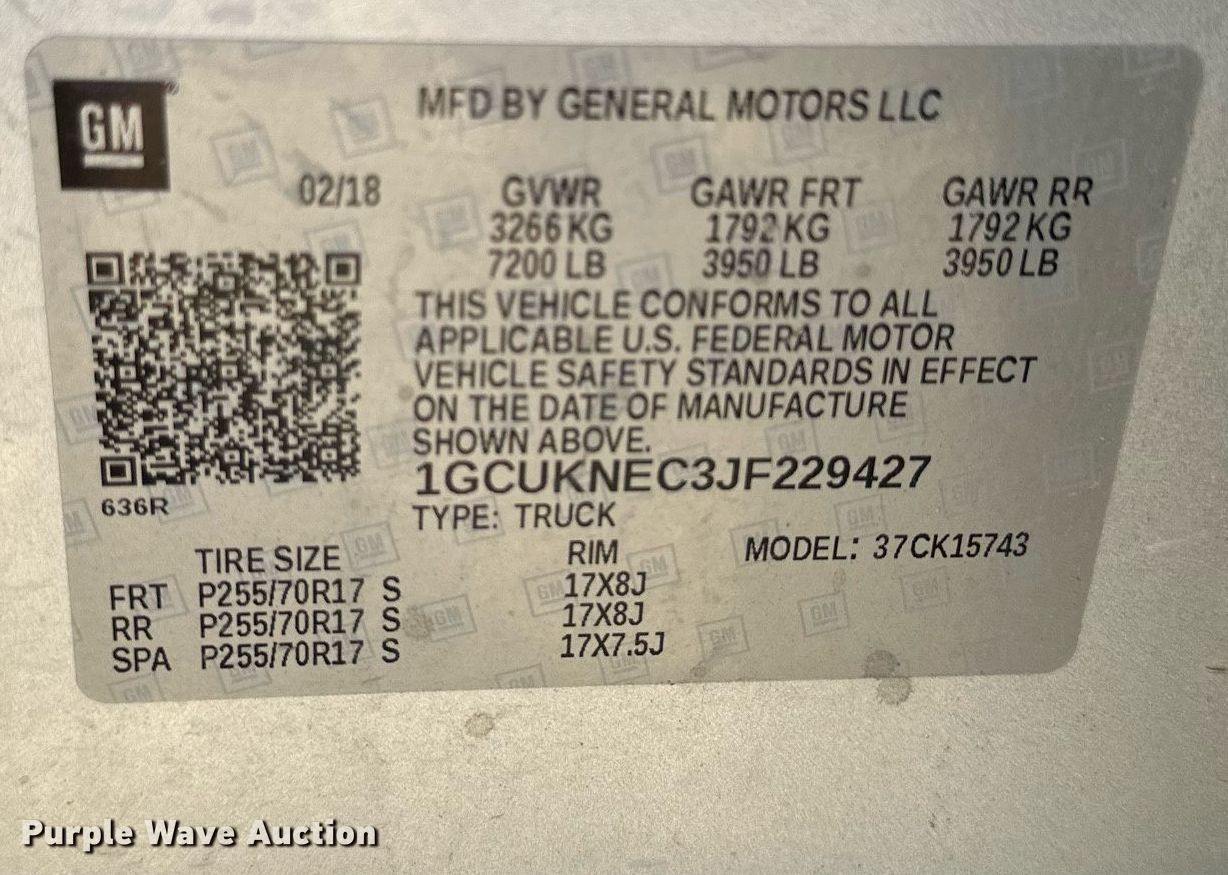 GM
MFD BY GENERAL MOTORS LLC
02/18 GVWR GAWR FRT GAWR RR
3266 KG 1792 KG 1792 KG
7200 LB 3950 LB 3950 LB
THIS VEHICLE CONFORMS TO ALL
APPLICABLE U.S. FEDERAL MOTOR
VEHICLE SAFETY STANDARDS IN EFFECT
ON THE DATE OF MANUFACTURE
SHOWN ABOVE.
1GCUKNEC3JF229427
636R
TYPE: TRUCK
TIRE SIZE RIM MODEL: 37CK15743
FRT P255/70R17 S 17X8J
RR P255/70R17 S 17X8J
SPA P255/70R17 S 17X7.5J
Purple Wave Auction